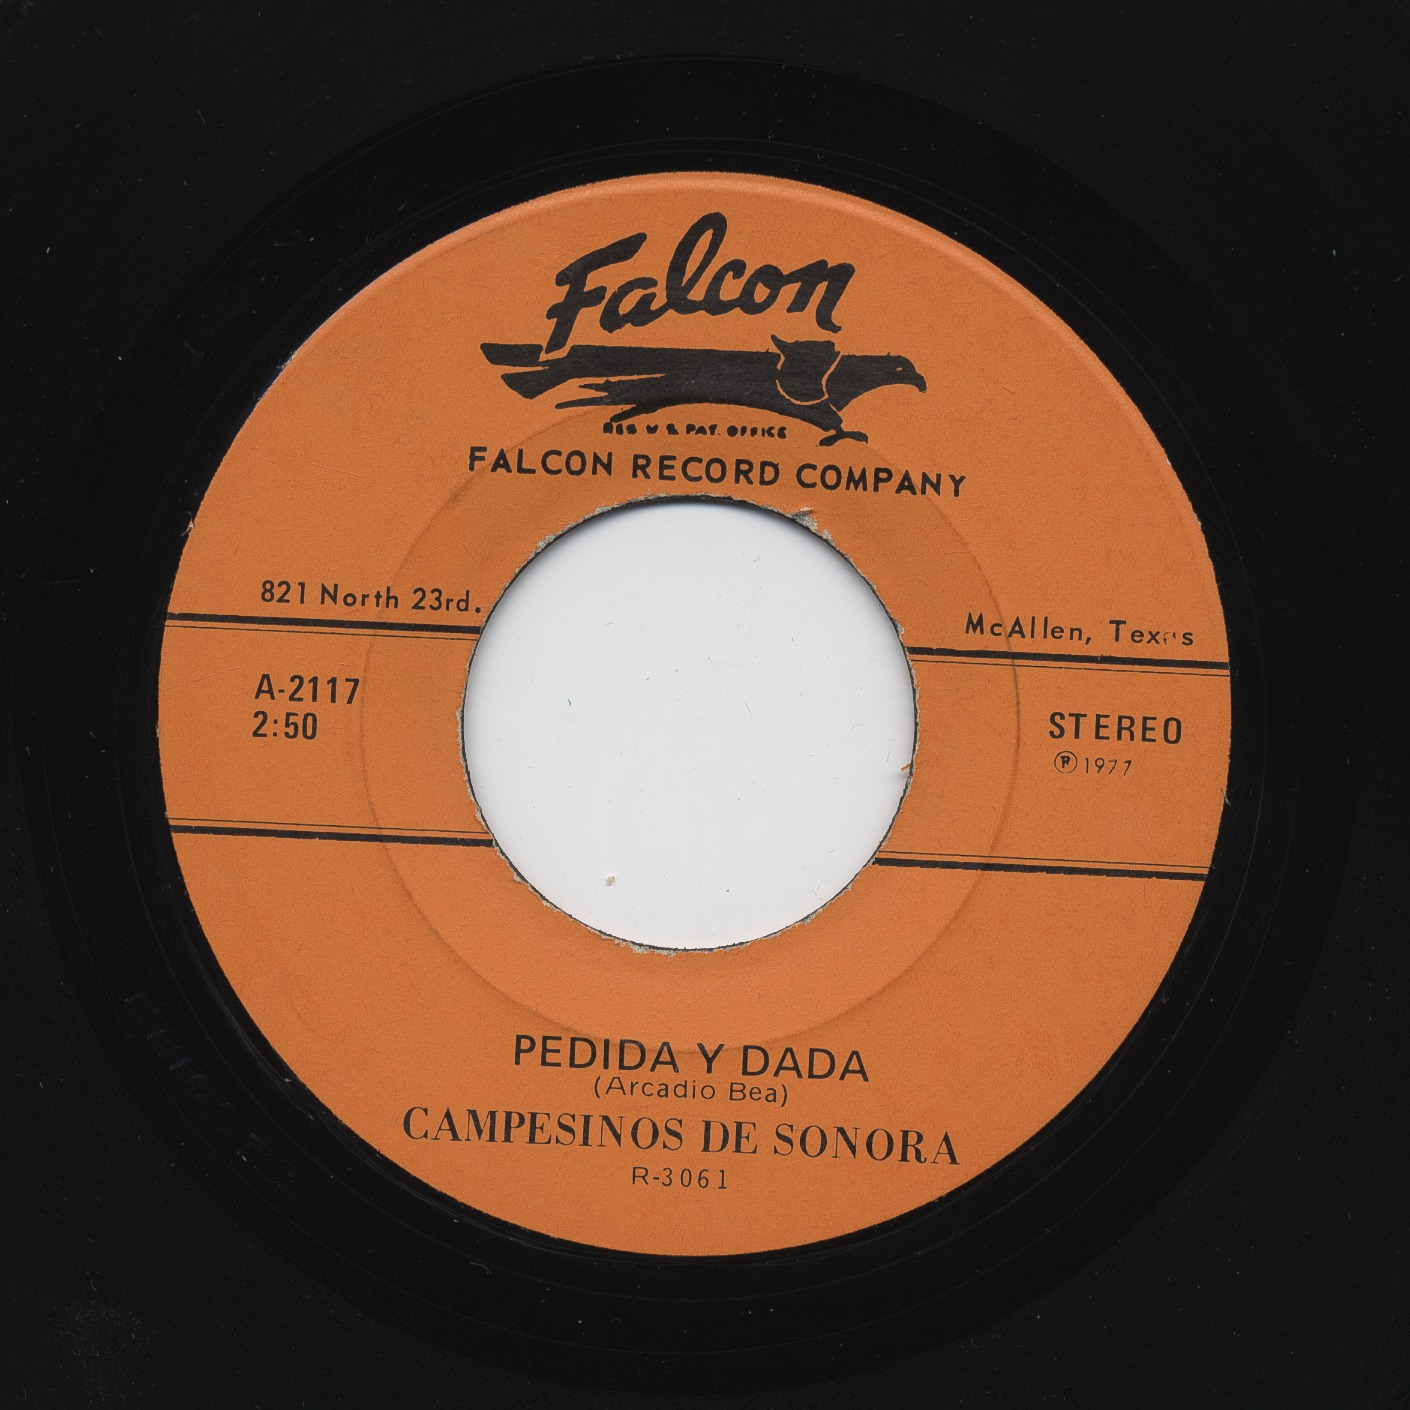 Falcon
REG U S PAT. OFFICE
FALCON RECORD COMPANY
821 North 23rd.
McAllen, Texas
A-2117
2:50
STEREO
Ⓟ 1977
PEDIDA Y DADA
(Arcadio Bea)
CAMPESINOS DE SONORA
R-3061